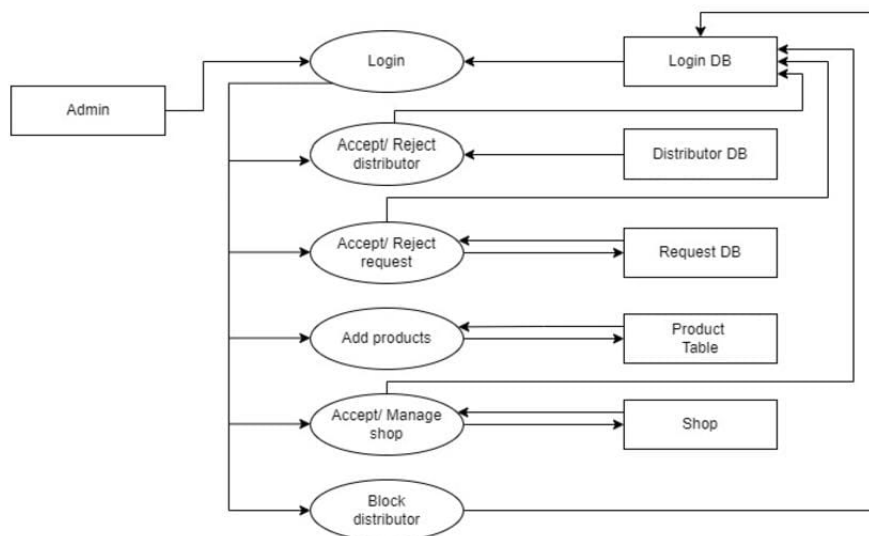 Login
Login DB
Admin
Accept/ Reject
distributor
Distributor DB
Accept/ Reject
request
Request DB
Add products
Product
Table
Accept/ Manage
shop
Shop
Block
distributor